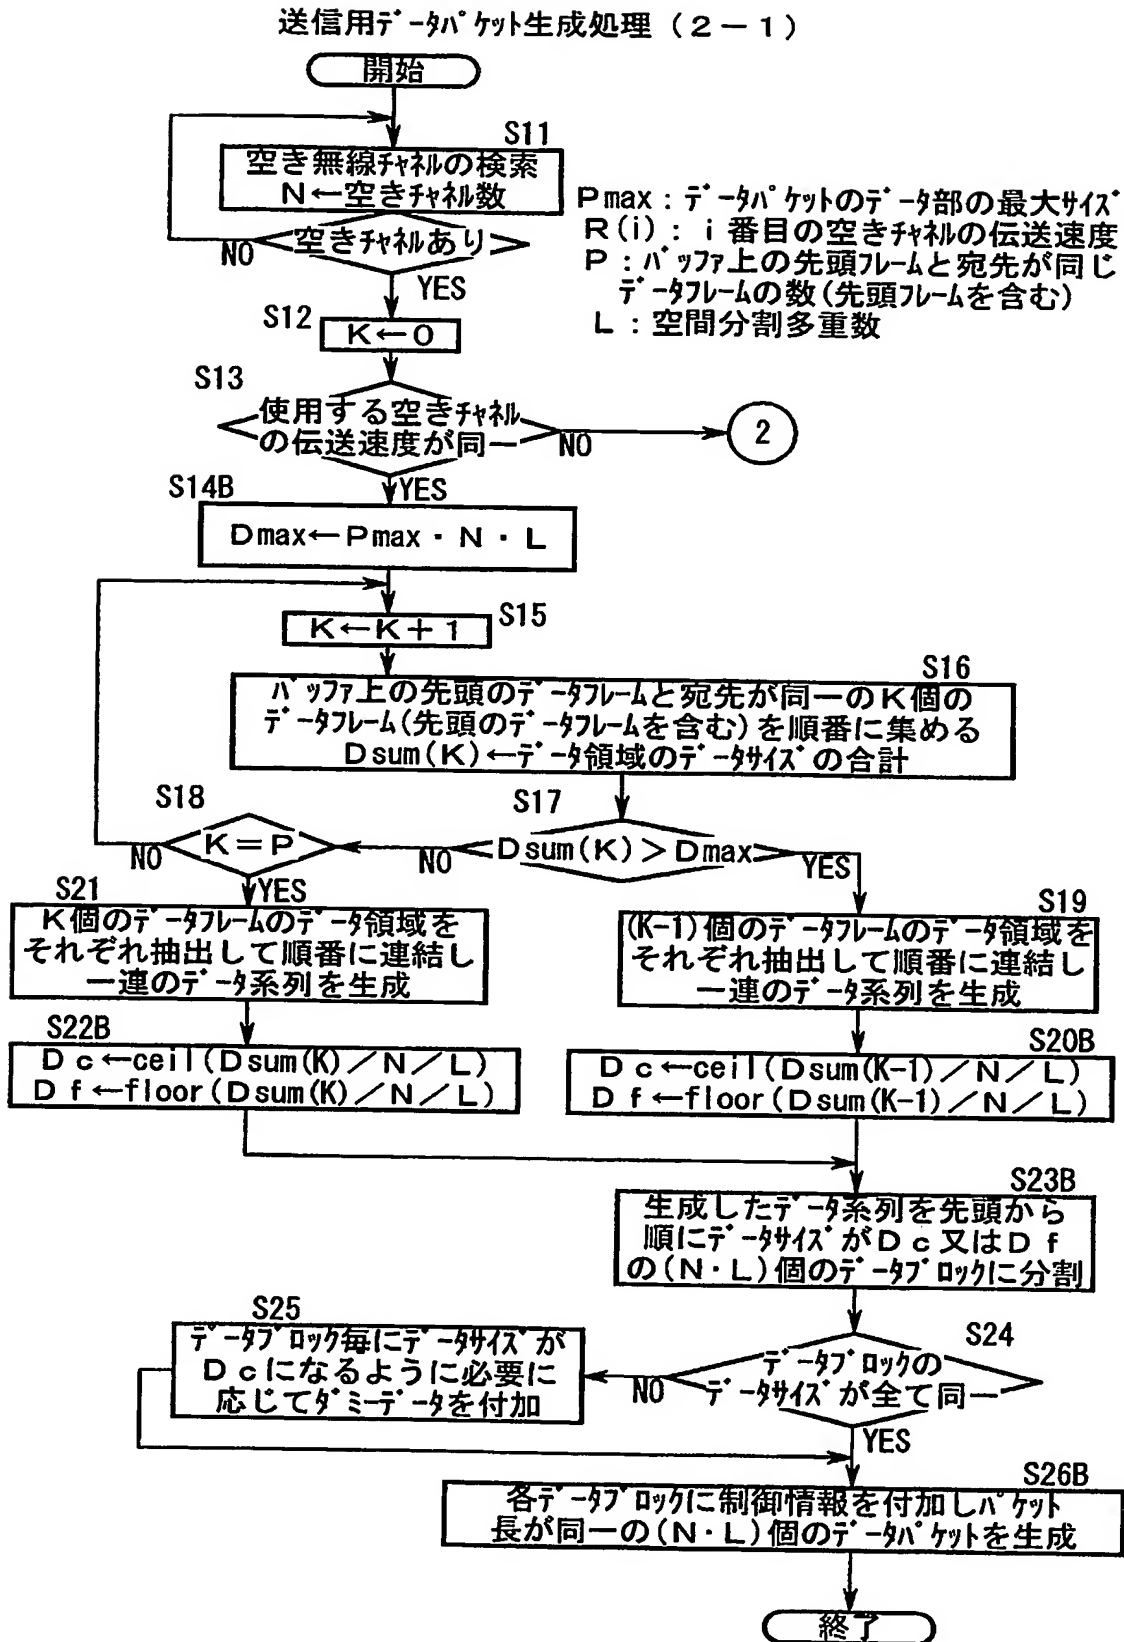 送信用データパケット生成処理（２－１）
開始
S11
空き無線チャネルの検索
N←空きチャネル数
空きチャネルあり
NO
YES
Pmax：データパケットのデータ部の最大サイズ
R(i)：i番目の空きチャネルの伝送速度
P：バッファ上の先頭フレームと宛先が同じ
データフレームの数(先頭フレームを含む)
L：空間分割多重数
S12
K←0
S13
使用する空きチャネル
の伝送速度が同一
NO
2
YES
S14B
Dmax←Pmax・N・L
S15
K←K＋1
S16
バッファ上の先頭のデータフレームと宛先が同一のK個の
データフレーム(先頭のデータフレームを含む)を順番に集める
Dsum(K)←データ領域のデータサイズの合計
S17
Dsum(K)＞Dmax
NO
YES
S18
K＝P
NO
YES
S21
K個のデータフレームのデータ領域を
それぞれ抽出して順番に連結し
一連のデータ系列を生成
S19
(K-1)個のデータフレームのデータ領域を
それぞれ抽出して順番に連結し
一連のデータ系列を生成
S22B
Dc←ceil(Dsum(K)／N／L)
Df←floor(Dsum(K)／N／L)
S20B
Dc←ceil(Dsum(K-1)／N／L)
Df←floor(Dsum(K-1)／N／L)
S23B
生成したデータ系列を先頭から
順にデータサイズがDc又はDf
の(N・L)個のデータブロックに分割
S24
データブロックの
データサイズが全て同一
NO
YES
S25
データブロック毎にデータサイズが
Dcになるように必要に
応じてダミーデータを付加
S26B
各データブロックに制御情報を付加しパケット
長が同一の(N・L)個のデータパケットを生成
終了